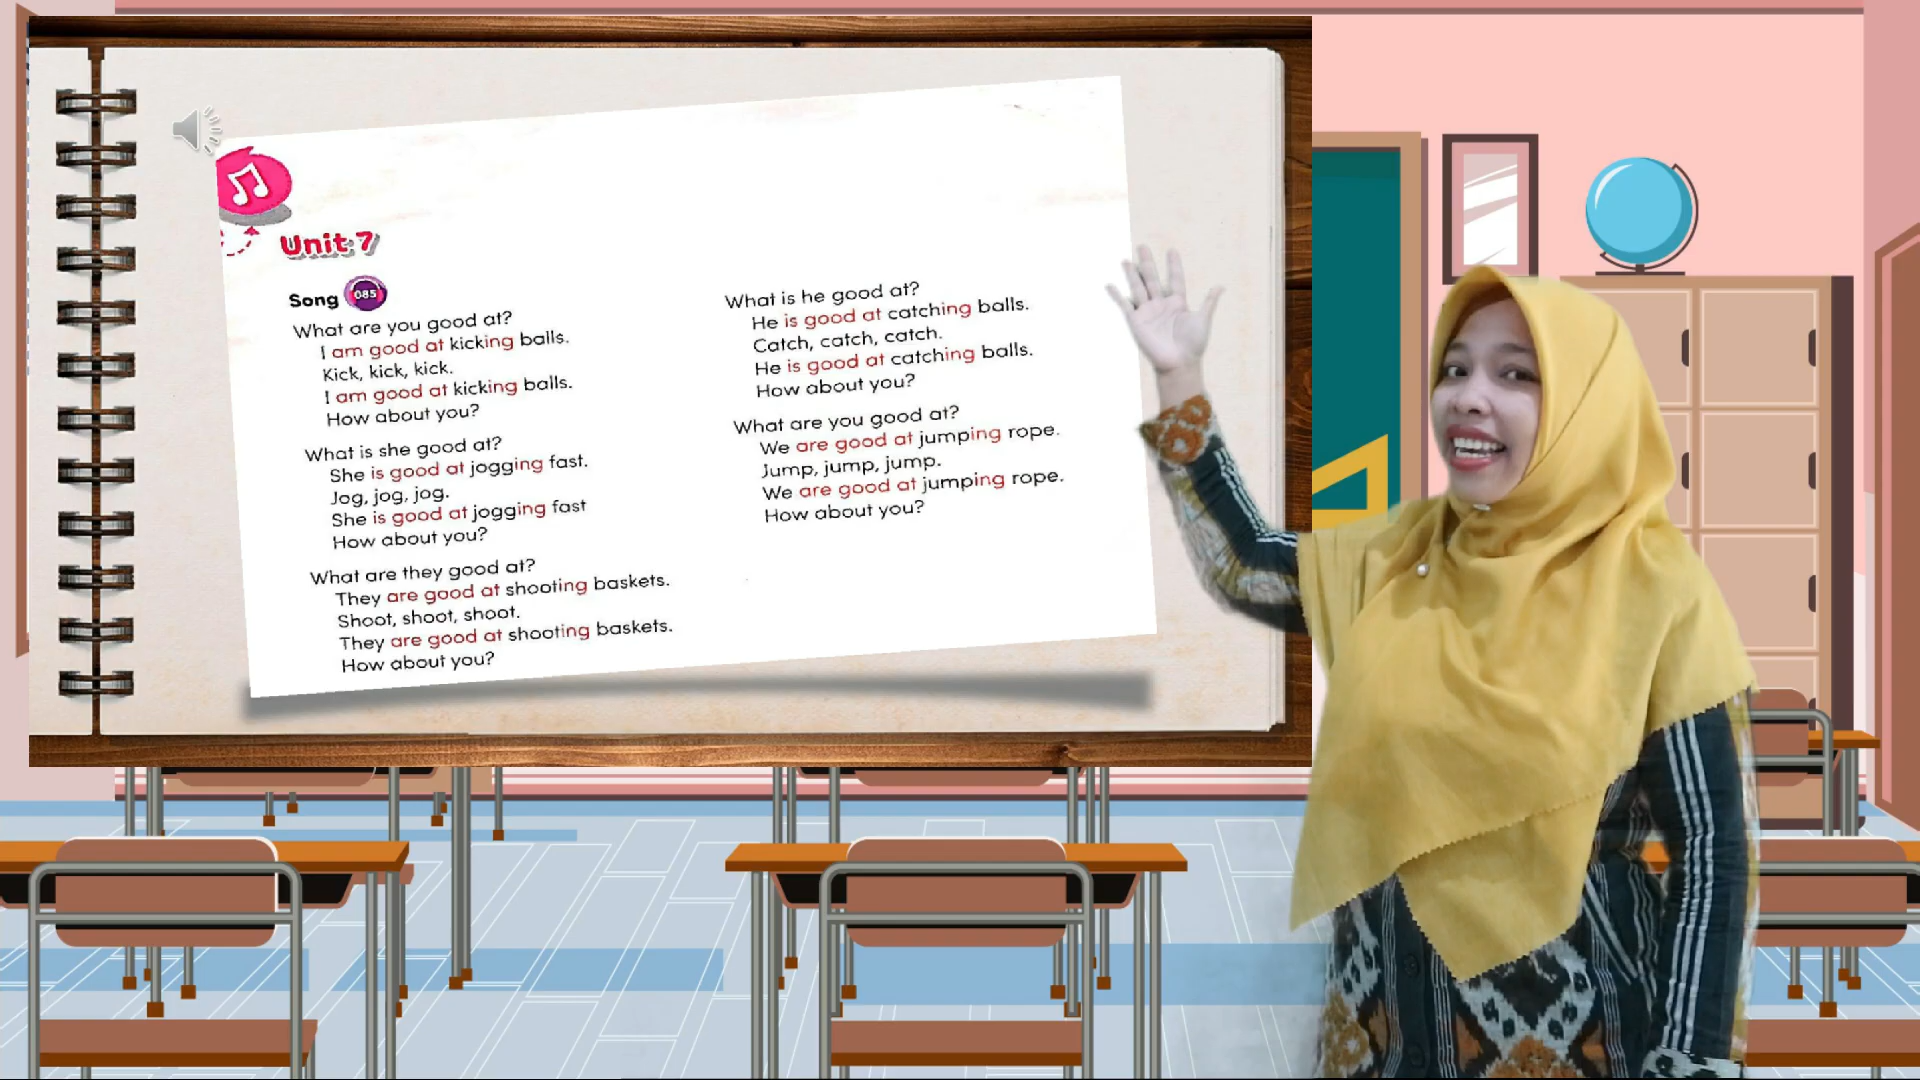 Unit 7
Song 085
What are you good at?
I am good at kicking balls.
Kick, kick, kick.
I am good at kicking balls.
How about you?
What is she good at?
She is good at jogging fast.
Jog, jog, jog.
She is good at jogging fast
How about you?
What are they good at?
They are good at shooting baskets.
Shoot, shoot, shoot.
They are good at shooting baskets.
How about you?
What is he good at?
He is good at catching balls.
Catch, catch, catch.
He is good at catching balls.
How about you?
What are you good at?
We are good at jumping rope.
Jump, jump, jump.
We are good at jumping rope.
How about you?